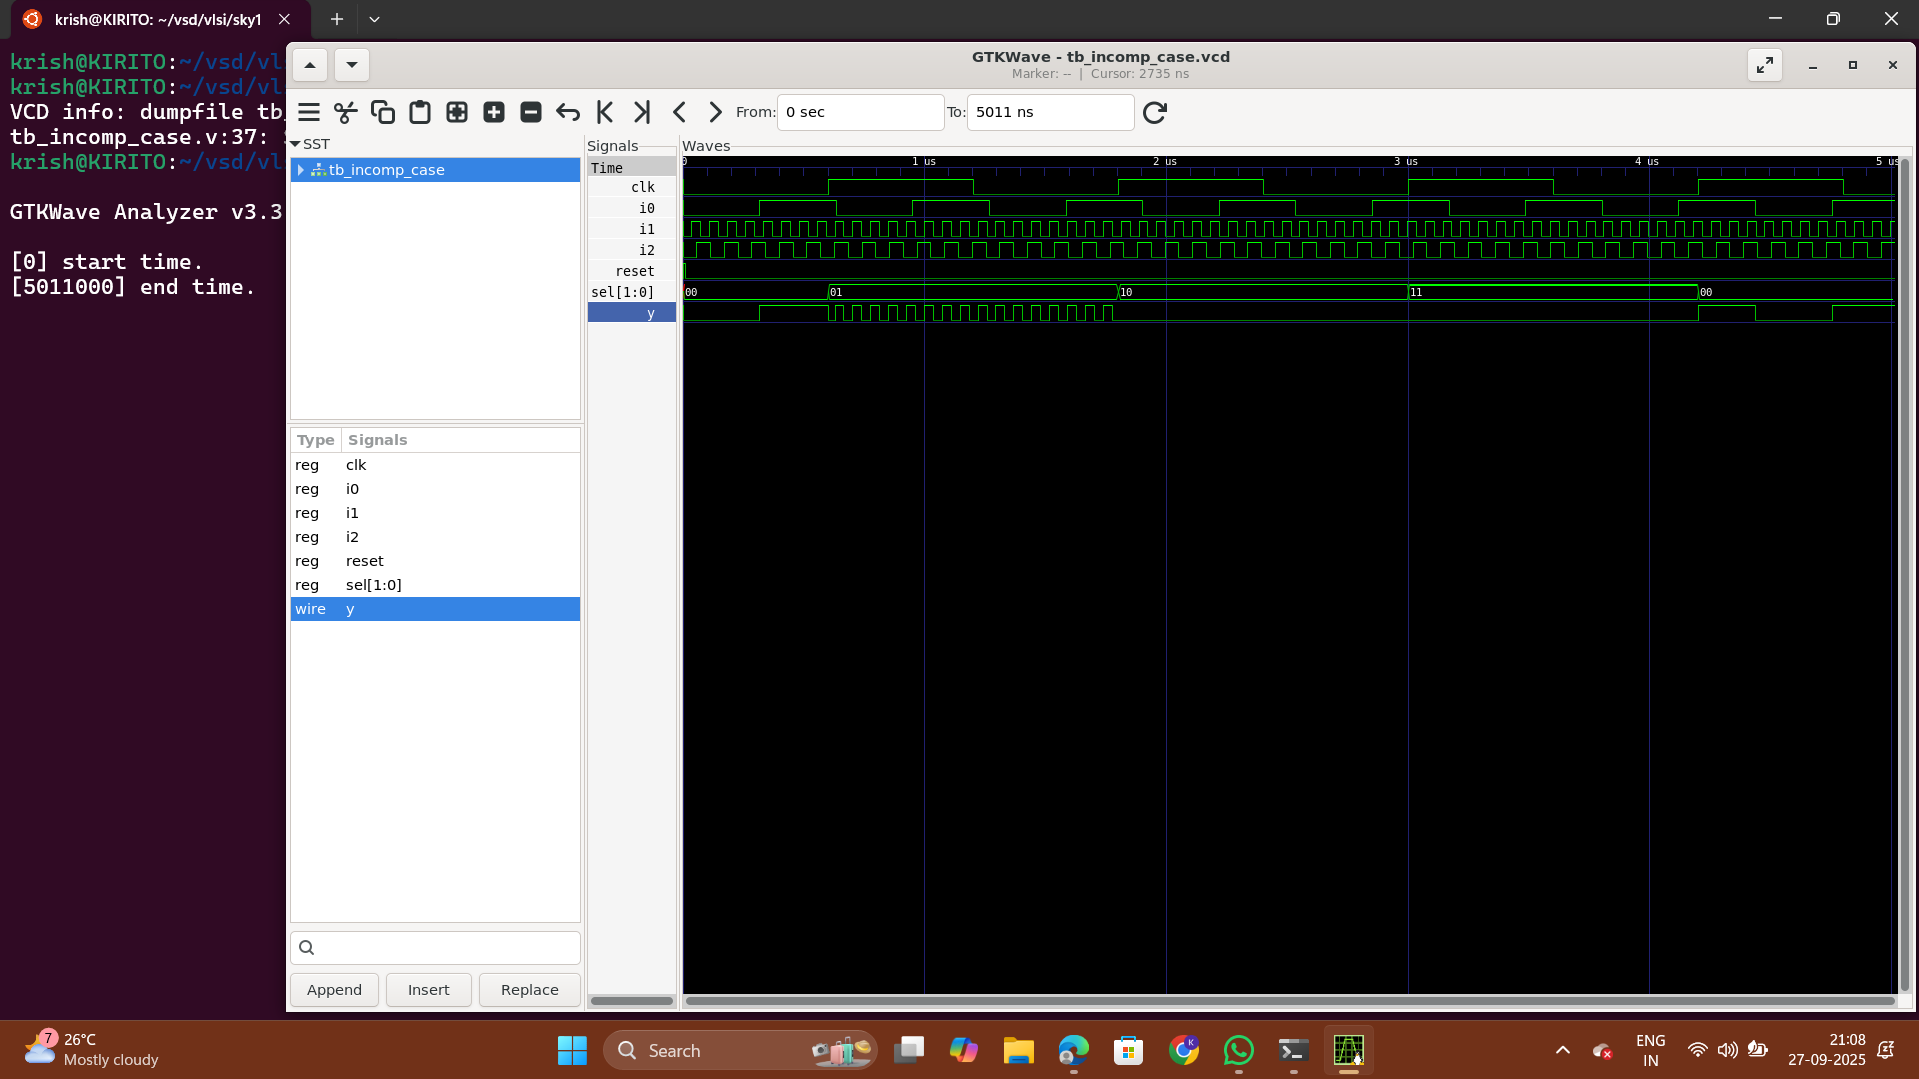 krish@KIRITO: ~/vsd/vlsi/sky1
krish@KIRITO:~/vsd/vl
krish@KIRITO:~/vsd/vl
VCD info: dumpfile tb_
tb_incomp_case.v:37:
krish@KIRITO:~/vsd/vl
GTKWave Analyzer v3.3
[0] start time.
[5011000] end time.
GTKWave - tb_incomp_case.vcd
Marker: -- | Cursor: 2735 ns
From: 0 sec To: 5011 ns
SST
tb_incomp_case
Type Signals
reg clk
reg i0
reg i1
reg i2
reg reset
reg sel[1:0]
wire y
Append Insert Replace
Signals
Time
clk
i0
i1
i2
reset
sel[1:0]
y
Waves
0 1 us 2 us 3 us 4 us 5 us
00 01 10 11 00
7
26°C
Mostly cloudy
Search
K
ENG
IN
21:08
27-09-2025